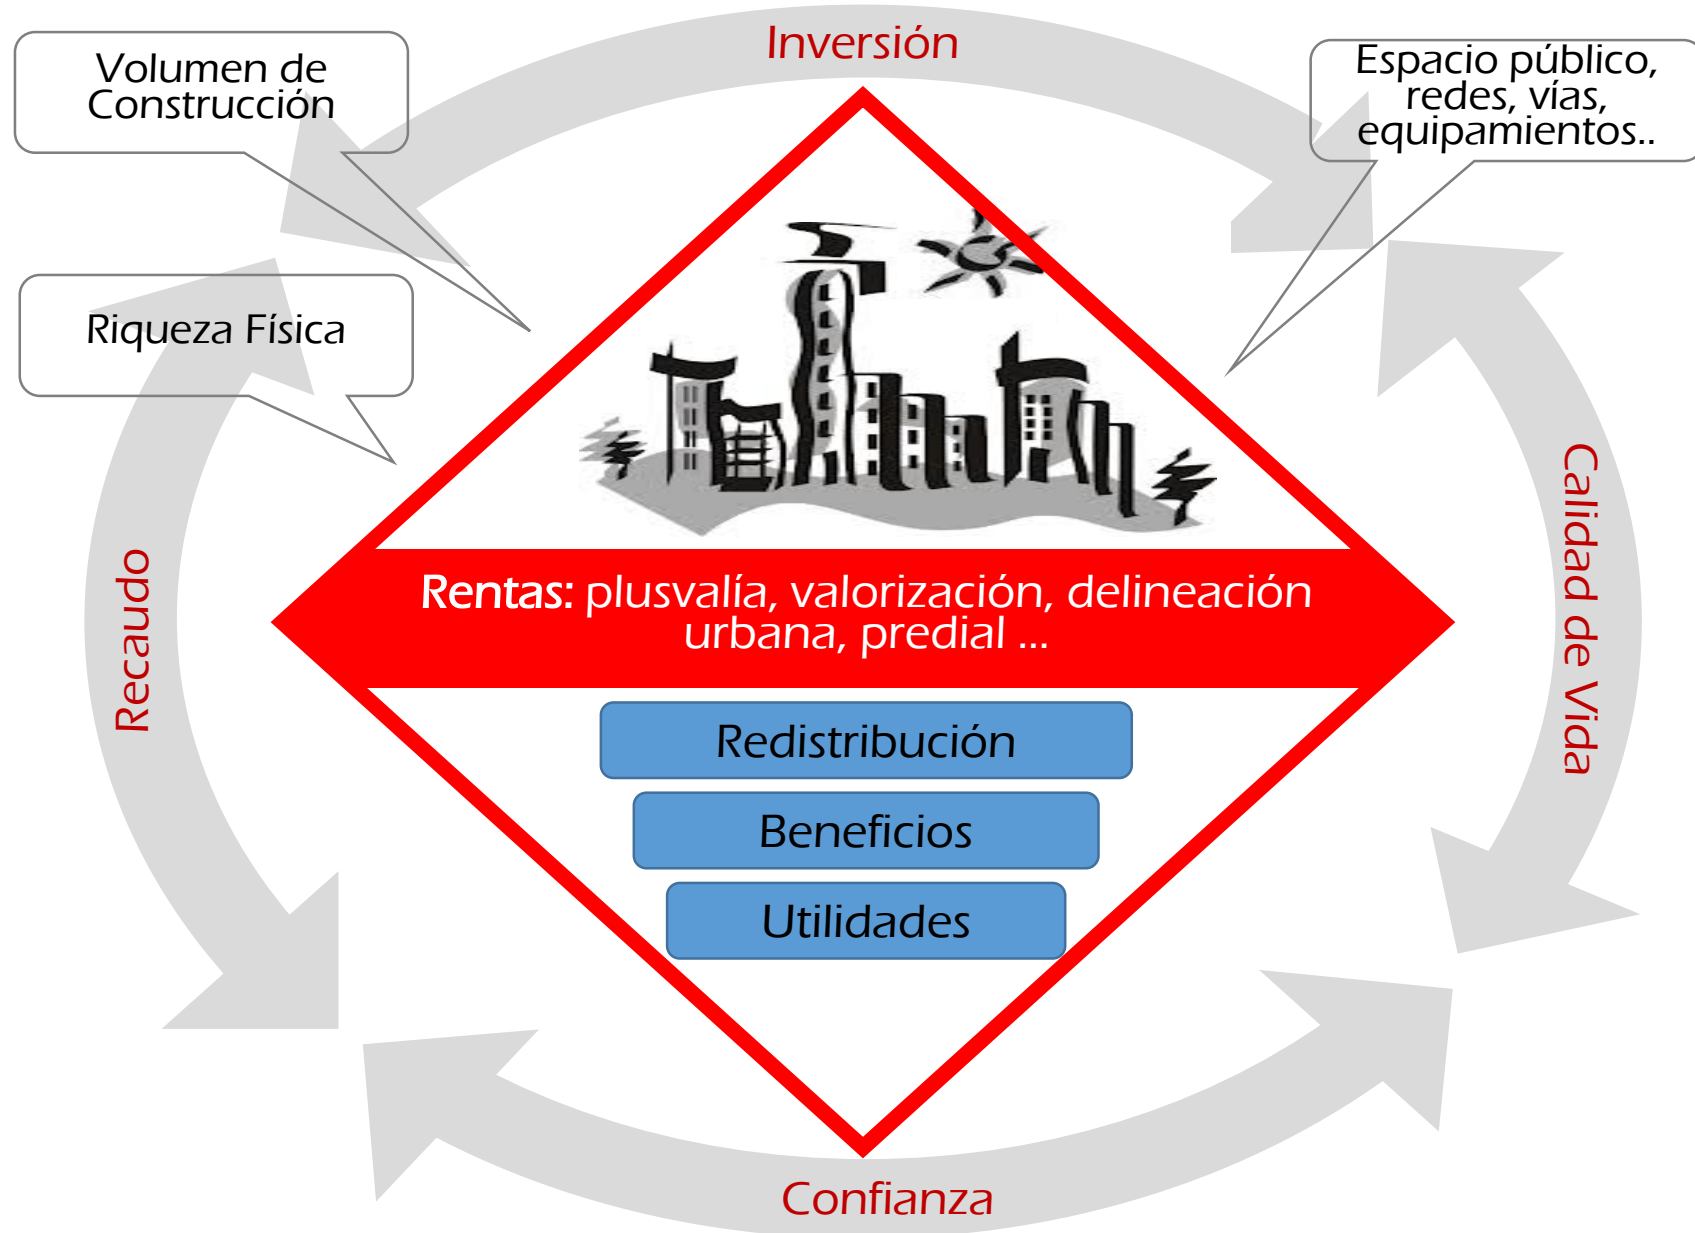 Inversión
Volumen de
Construcción
Espacio público,
redes, vías,
equipamientos..
Riqueza Física
Recaudo
Calidad de Vida
Rentas: plusvalía, valorización, delineación
urbana, predial ...
Redistribución
Beneficios
Utilidades
Confianza